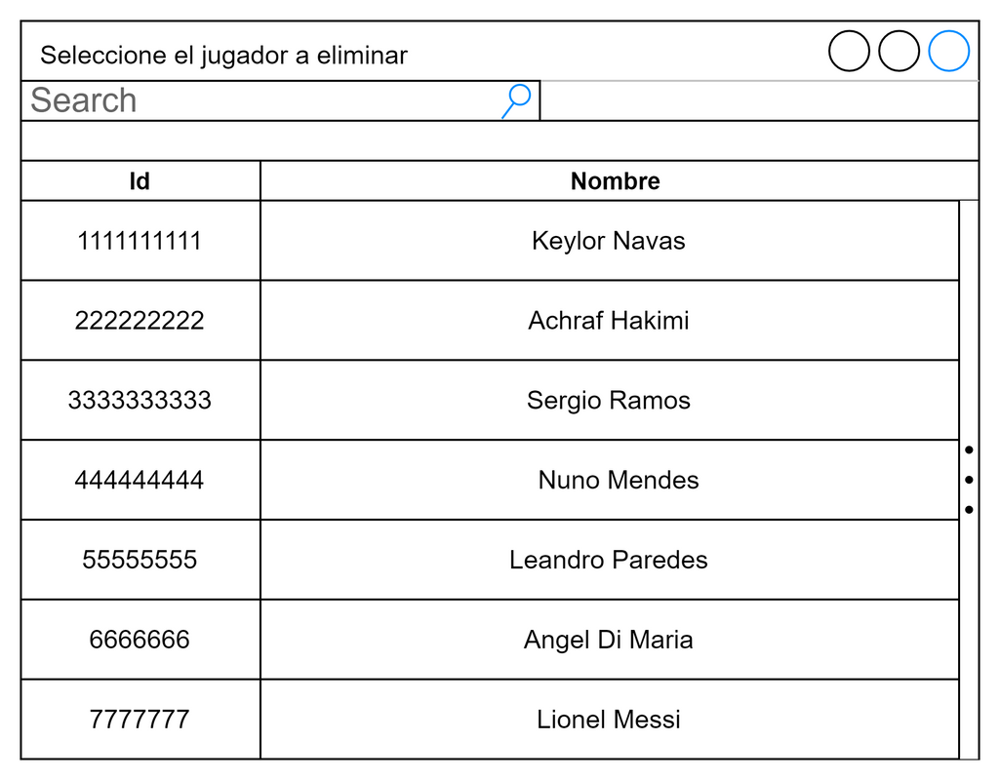 Seleccione el jugador a eliminar
Search
Id Nombre
1111111111 Keylor Navas
222222222 Achraf Hakimi
3333333333 Sergio Ramos
444444444 Nuno Mendes
55555555 Leandro Paredes
6666666 Angel Di Maria
7777777 Lionel Messi